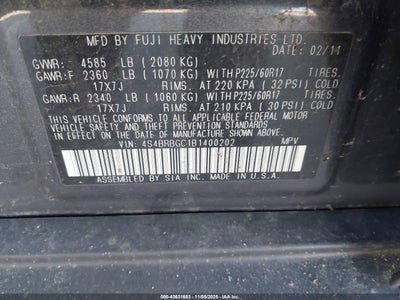 MFD BY FUJI HEAVY INDUSTRIES LTD.
DATE: 02/11
GVWR: 4585 LB (2080 KG)
GAWR:F 2360 LB (1070 KG) WITH P225/60R17 TIRES.
17X7J RIMS. AT 220 KPA (32 PSI) COLD.
GAWR:R 2340 LB (1060 KG) WITH P225/60R17 TIRES.
17X7J RIMS. AT 210 KPA (30 PSI) COLD.
THIS VEHICLE CONFORMS TO ALL APPLICABLE FEDERAL MOTOR
VEHICLE SAFETY, BUMPER, AND THEFT PREVENTION STANDARDS
IN EFFECT ON THE DATE OF MANUFACTURE SHOWN ABOVE.
VIN: 4S4BRBGC1B1400202 MPV
ASSEMBLED BY SIA IN U.S.A.
000-43631683 - 11/05/2025 - IAAI.COM